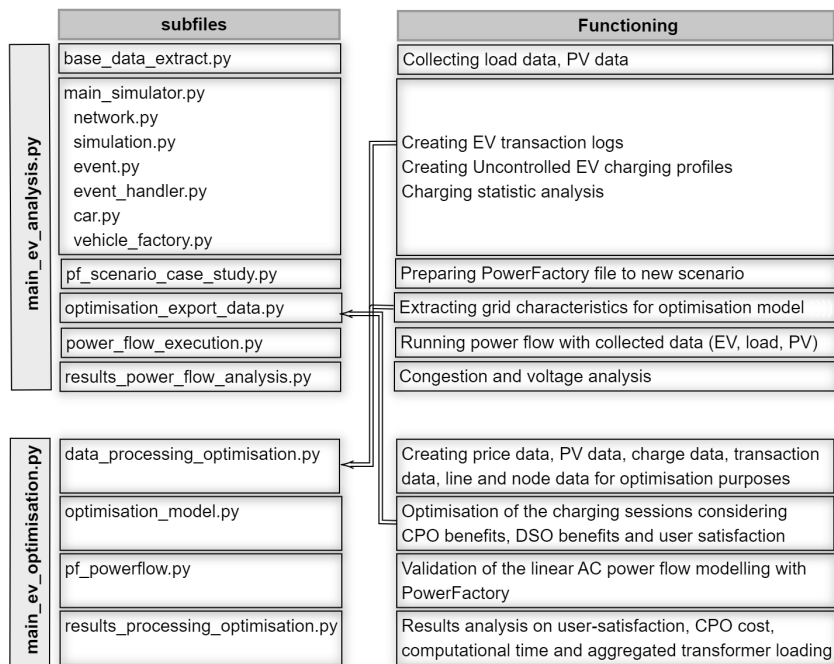 subfiles
Functioning
main_ev_analysis.py
base_data_extract.py
Collecting load data, PV data
main_simulator.py
network.py
simulation.py
event.py
event_handler.py
car.py
vehicle_factory.py
Creating EV transaction logs
Creating Uncontrolled EV charging profiles
Charging statistic analysis
pf_scenario_case_study.py
Preparing PowerFactory file to new scenario
optimisation_export_data.py
Extracting grid characteristics for optimisation model
power_flow_execution.py
Running power flow with collected data (EV, load, PV)
results_power_flow_analysis.py
Congestion and voltage analysis
main_ev_optimisation.py
data_processing_optimisation.py
Creating price data, PV data, charge data, transaction
data, line and node data for optimisation purposes
optimisation_model.py
Optimisation of the charging sessions considering
CPO benefits, DSO benefits and user satisfaction
pf_powerflow.py
Validation of the linear AC power flow modelling with
PowerFactory
results_processing_optimisation.py
Results analysis on user-satisfaction, CPO cost,
computational time and aggregated transformer loading